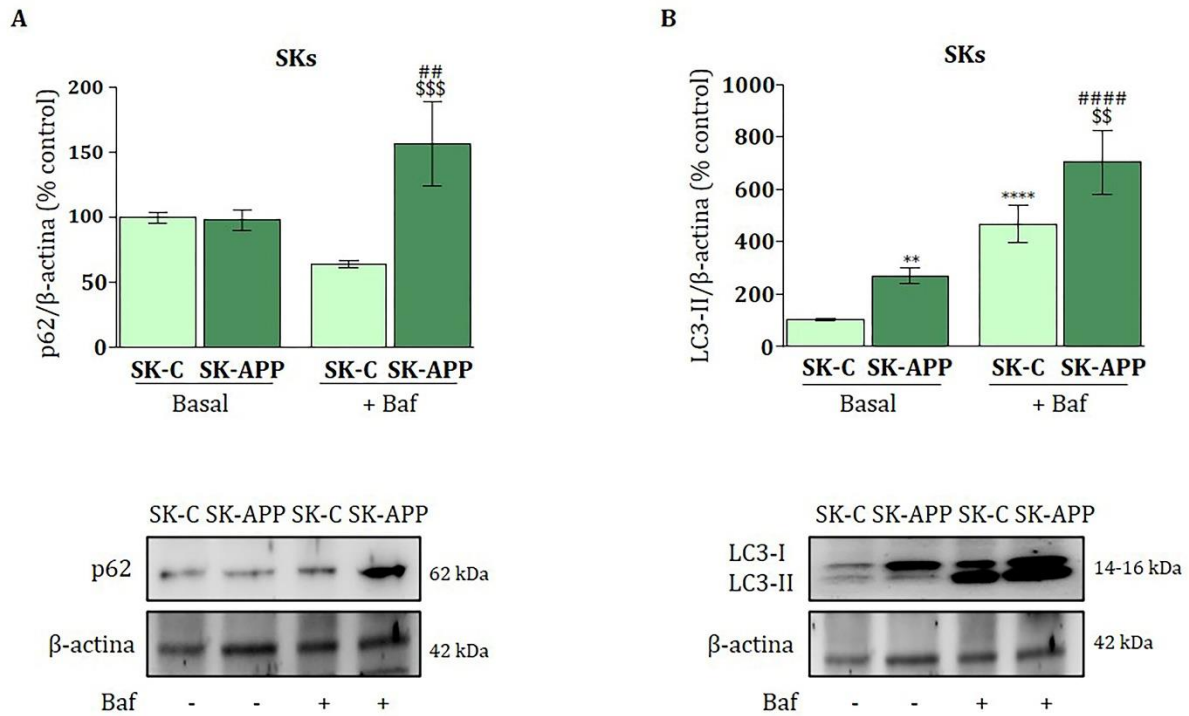 A
SKs
p62/β-actina (% control)
200
150
100
50
0
##
$$$
SK-C SK-APP SK-C SK-APP
Basal + Baf
SK-C SK-APP SK-C SK-APP
p62
62 kDa
β-actina
42 kDa
Baf - - + +
B
SKs
LC3-II/β-actina (% control)
1000
800
600
400
200
0
**
****
####
$$
SK-C SK-APP SK-C SK-APP
Basal + Baf
SK-C SK-APP SK-C SK-APP
LC3-I
LC3-II
14-16 kDa
β-actina
42 kDa
Baf - - + +